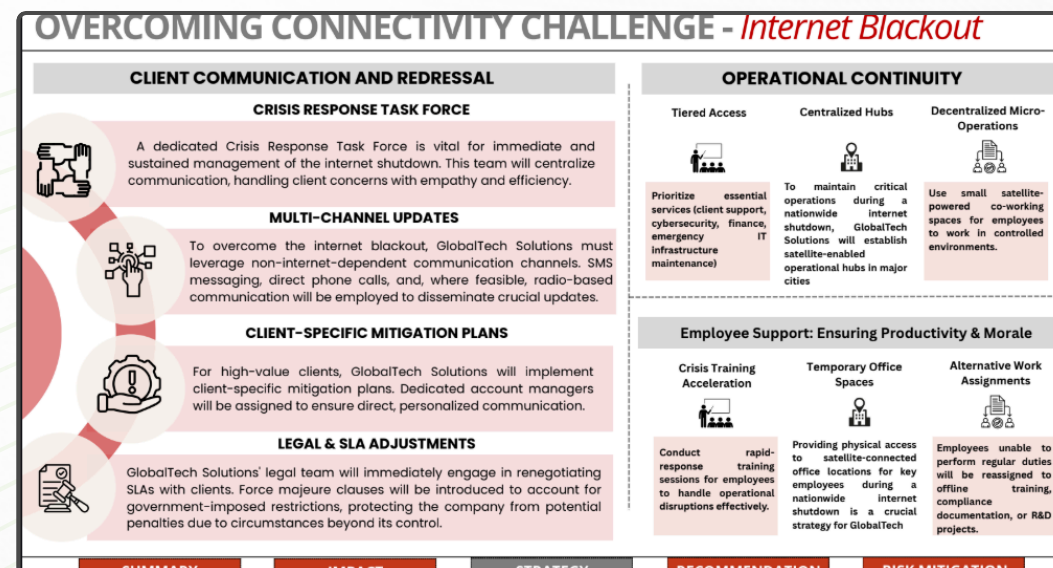 OVERCOMING CONNECTIVITY CHALLENGE - Internet Blackout
CLIENT COMMUNICATION AND REDRESSAL
CRISIS RESPONSE TASK FORCE
A dedicated Crisis Response Task Force is vital for immediate and
sustained management of the internet shutdown. This team will centralize
communication, handling client concerns with empathy and efficiency.
MULTI-CHANNEL UPDATES
To overcome the internet blackout, GlobalTech Solutions must
leverage non-internet-dependent communication channels. SMS
messaging, direct phone calls, and, where feasible, radio-based
communication will be employed to disseminate crucial updates.
CLIENT-SPECIFIC MITIGATION PLANS
For high-value clients, GlobalTech Solutions will implement
client-specific mitigation plans. Dedicated account managers
will be assigned to ensure direct, personalized communication.
LEGAL & SLA ADJUSTMENTS
GlobalTech Solutions' legal team will immediately engage in renegotiating
SLAs with clients. Force majeure clauses will be introduced to account for
government-imposed restrictions, protecting the company from potential
penalties due to circumstances beyond its control.
OPERATIONAL CONTINUITY
Tiered Access
Prioritize essential
services (client support,
cybersecurity, finance,
emergency IT
infrastructure
maintenance)
Centralized Hubs
To maintain critical
operations during a
nationwide internet
shutdown, GlobalTech
Solutions will establish
satellite-enabled
operational hubs in major
cities
Decentralized Micro-
Operations
Use small satellite-
powered co-working
spaces for employees
to work in controlled
environments.
Employee Support: Ensuring Productivity & Morale
Crisis Training
Acceleration
Conduct rapid-
response training
sessions for employees
to handle operational
disruptions effectively.
Temporary Office
Spaces
Providing physical access
to satellite-connected
office locations for key
employees during a
nationwide internet
shutdown is a crucial
strategy for GlobalTech
Alternative Work
Assignments
Employees unable to
perform regular duties
will be reassigned to
offline training,
compliance
documentation, or R&D
projects.
SUMMARY
IMPACT
STRATEGY
RECOMMENDATION
RISK MITIGATION